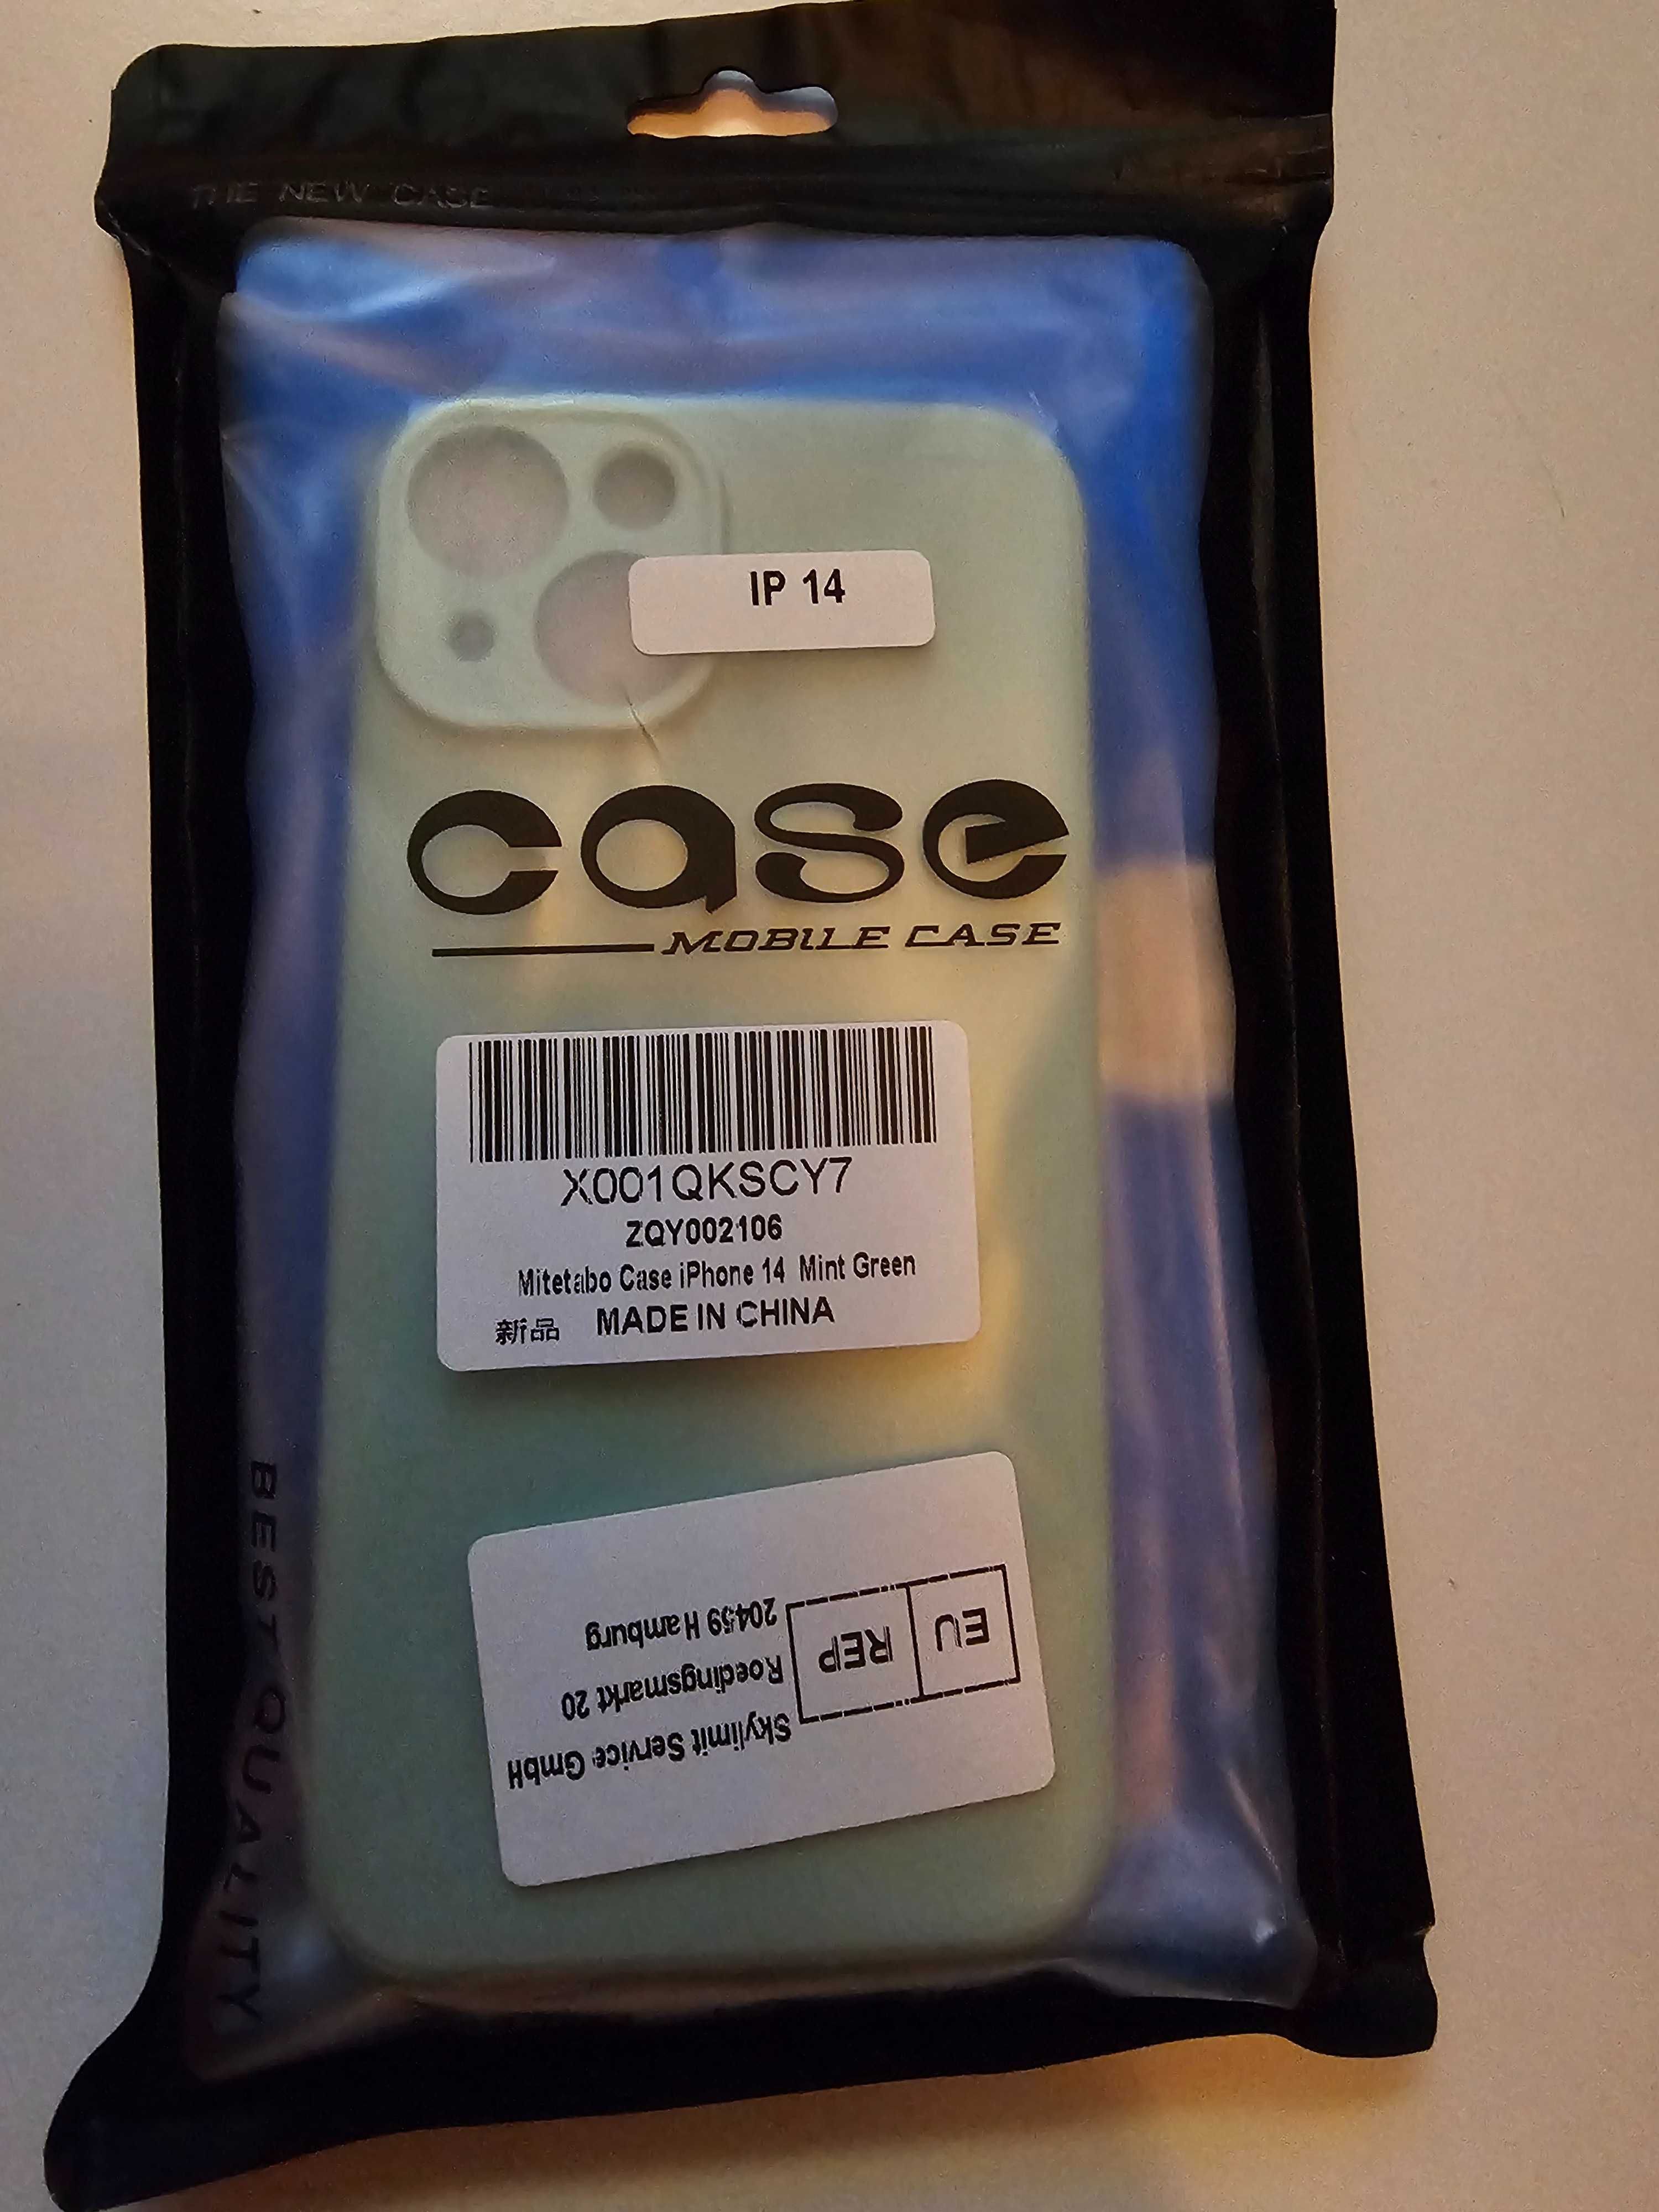 THE NEW CASE
IP 14
case
MOBILE CASE
X001QKSCY7
ZQY002106
Mitetabo Case iPhone 14 Mint Green
新品 MADE IN CHINA
BEST QUALITY
EU REP
Skylimit Service GmbH
Roedingsmarkt 20
20459 Hamburg